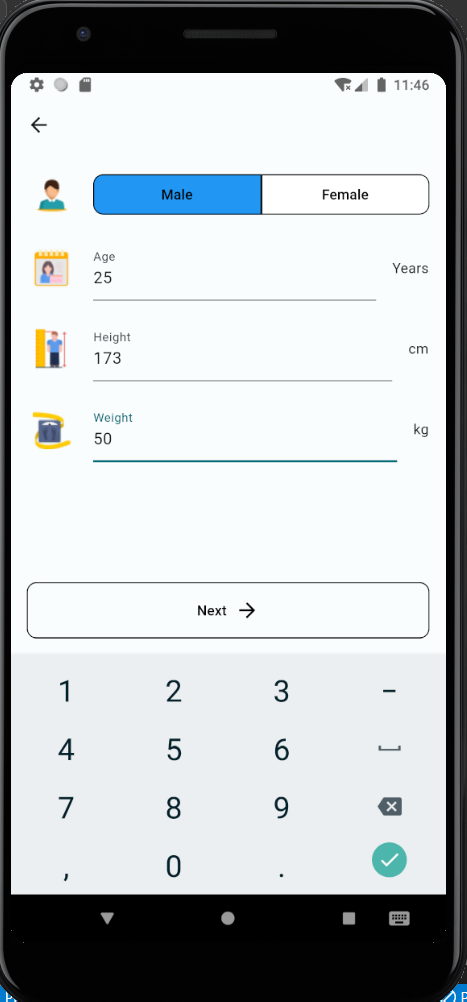 11:46
Male Female
Age
25 Years
Height
173 cm
Weight
50 kg
Next
1 2 3 -
4 5 6
7 8 9
, 0 .